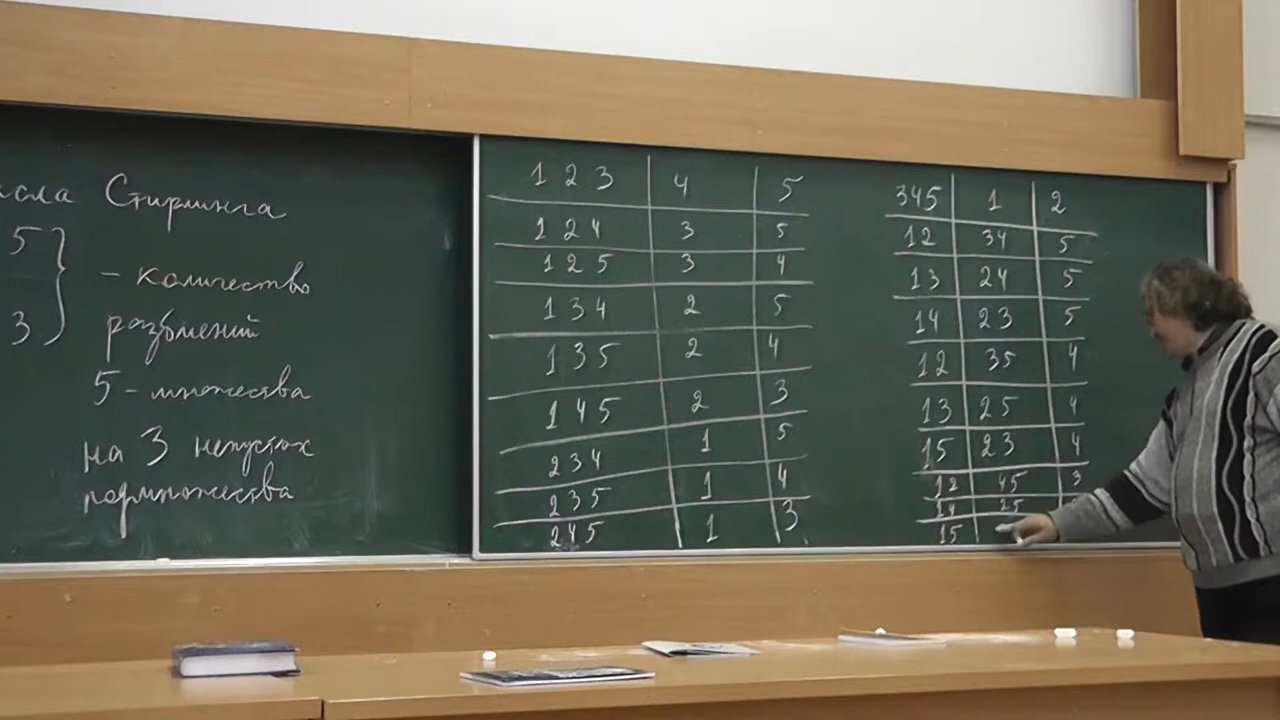 Стирлинга
5
3
- количество
разбиений
5 - множества
на 3 непустых
подмножества
1 2 3 4 5
1 2 4 3 5
1 2 5 3 4
1 3 4 2 5
1 3 5 2 4
1 4 5 2 3
2 3 4 1 5
2 3 5 1 4
2 4 5 1 3
345 1 2
12 34 5
13 24 5
14 23 5
12 35 4
13 25 4
15 23 4
12 45 3
14 25
15